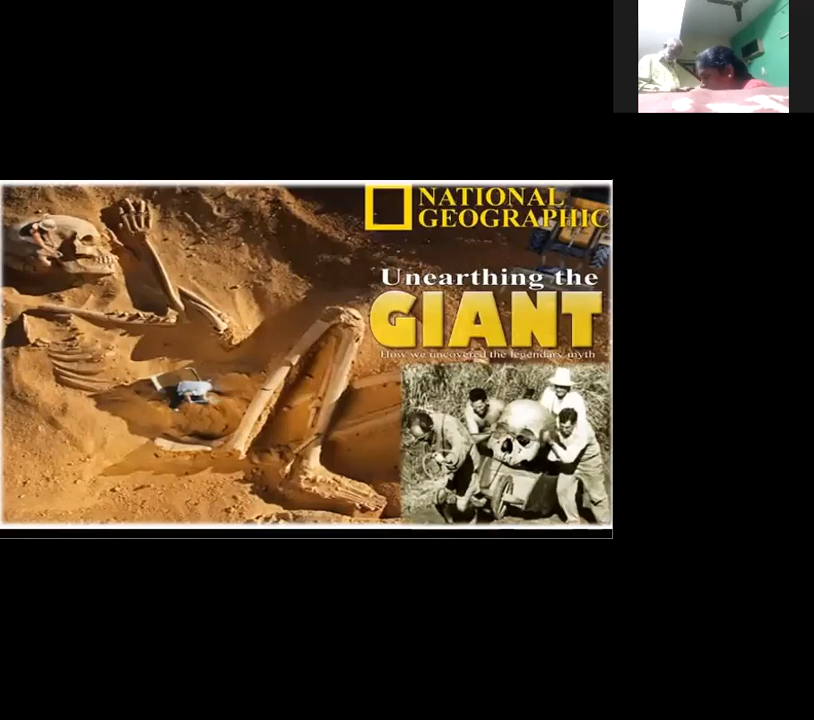 NATIONAL
GEOGRAPHIC
Unearthing the
GIANT
How we uncovered the legendary myth